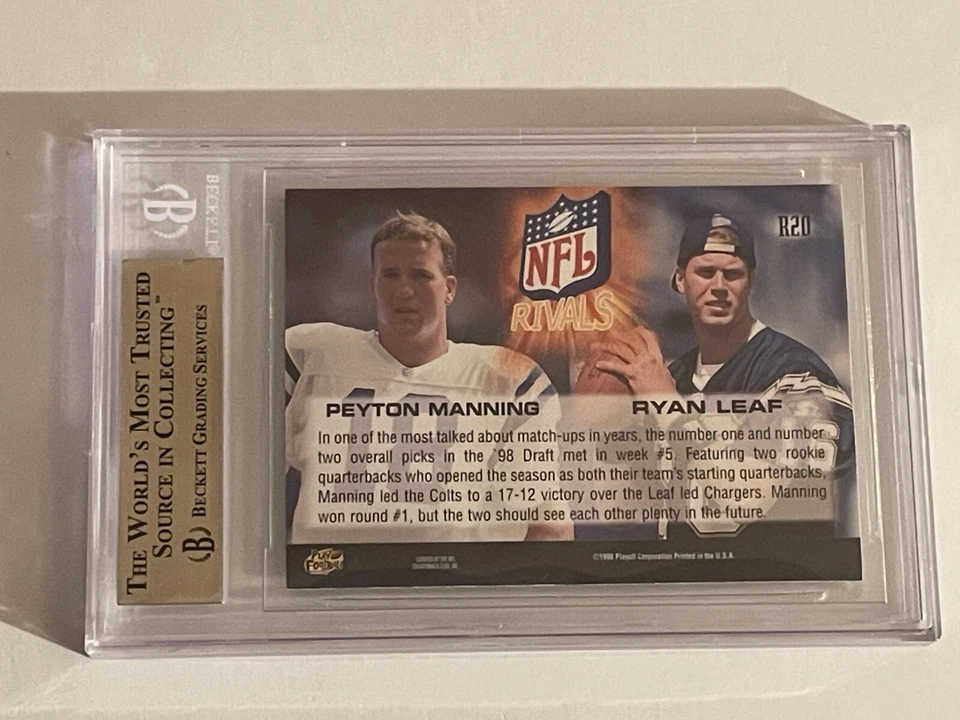 BECKETT
B
THE WORLD'S MOST TRUSTED
SOURCE IN COLLECTING™
B BECKETT GRADING SERVICES
NFL
RIVALS
R20
PEYTON MANNING
RYAN LEAF
In one of the most talked about match-ups in years, the number one and number
two overall picks in the '98 Draft met in week #5. Featuring two rookie
quarterbacks who opened the season as both their team's starting quarterbacks,
Manning led the Colts to a 17-12 victory over the Leaf led Chargers. Manning
won round #1, but the two should see each other plenty in the future.
PLAYOFF
FOOTBALL
©1998 Playoff Corporation Printed in the U.S.A.